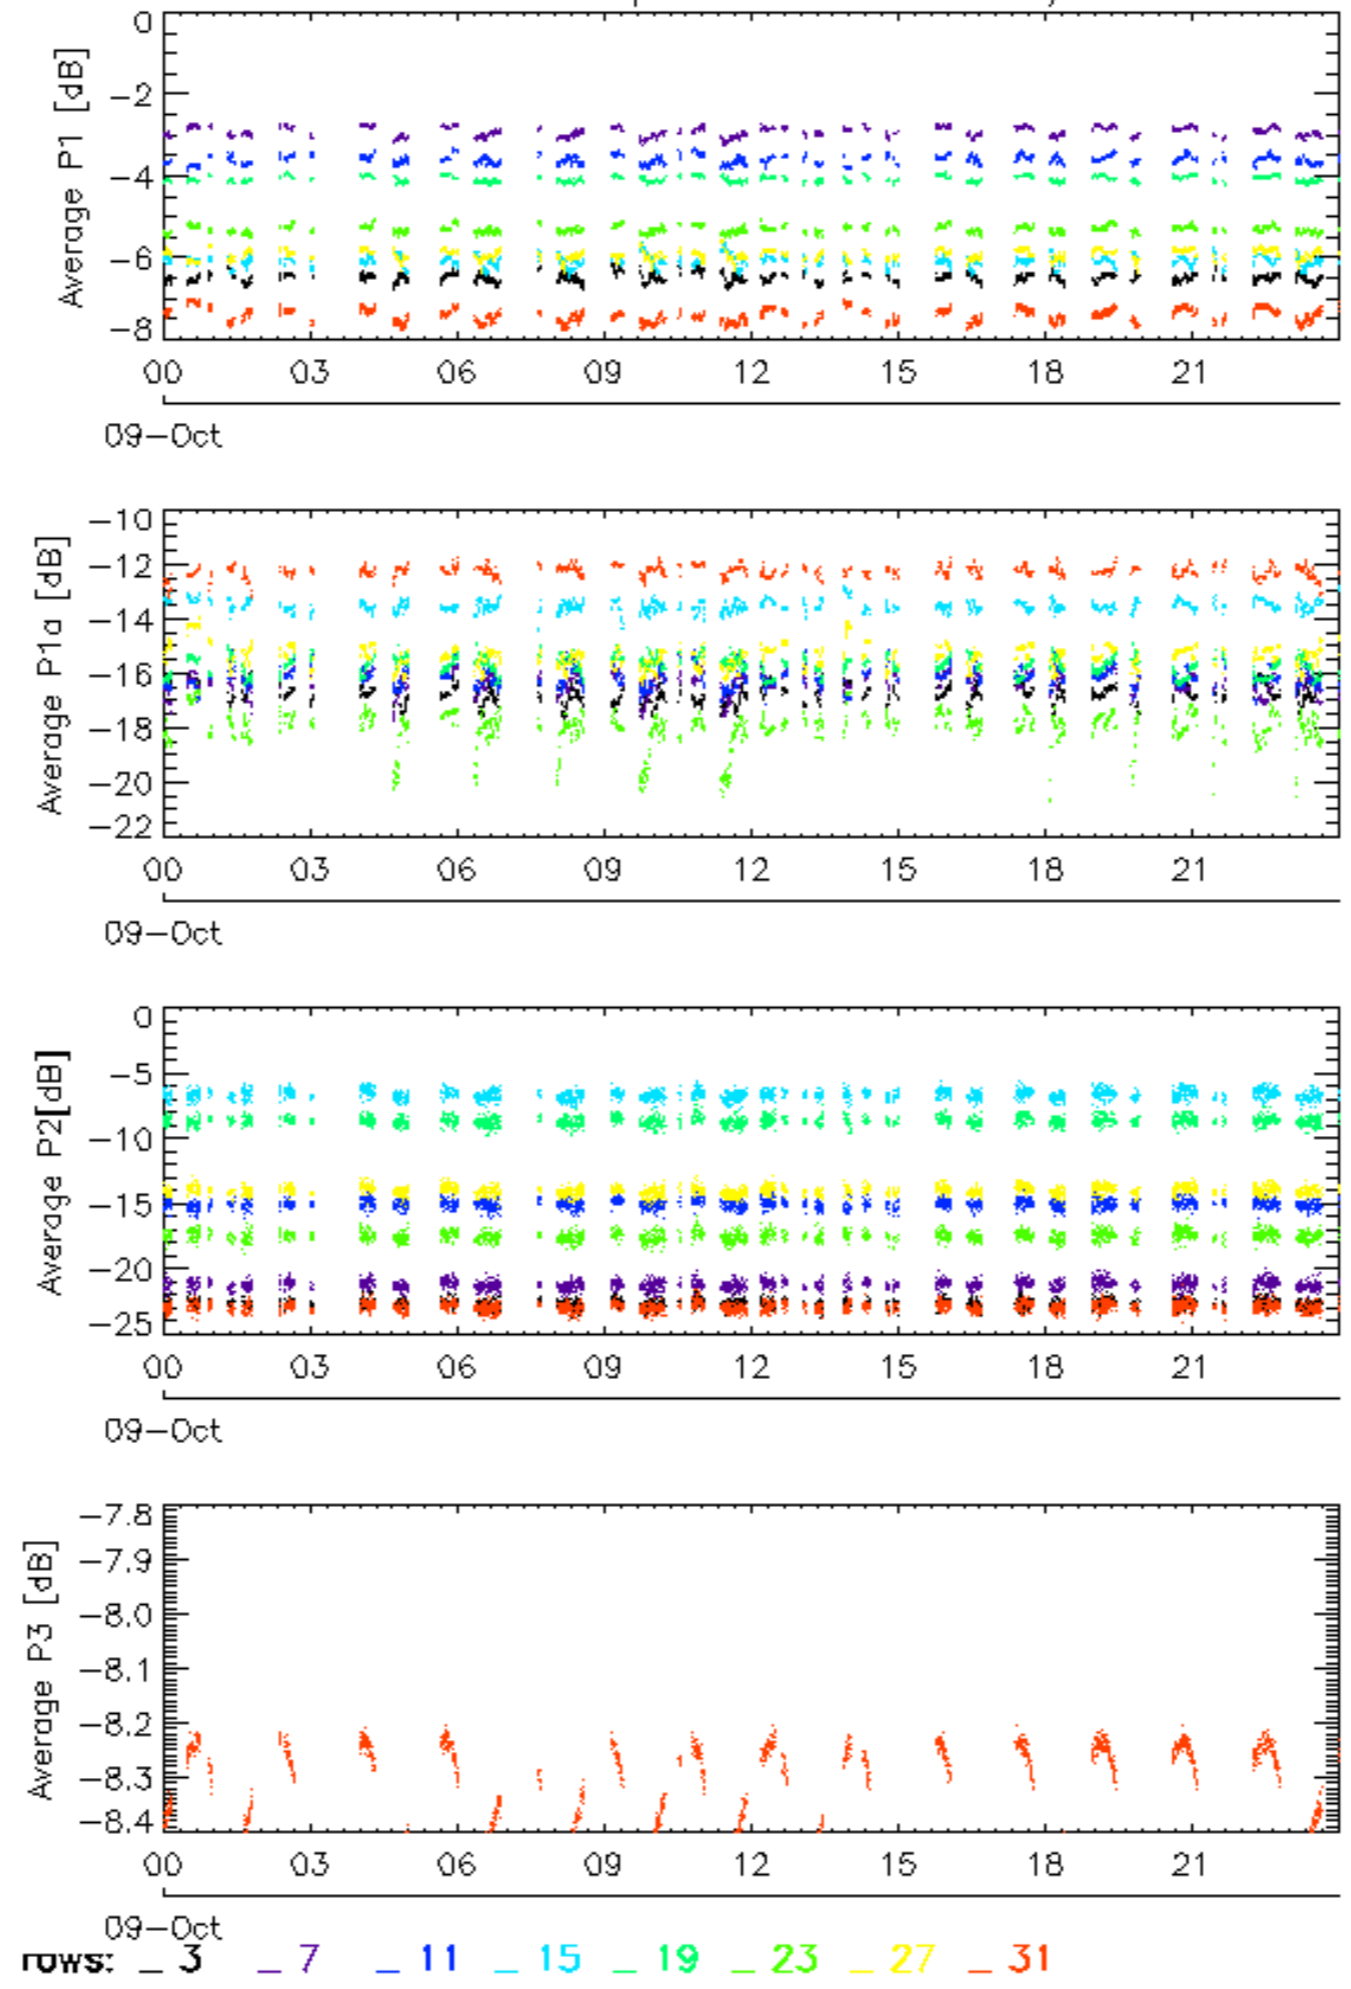 0
-2
-4
-6
-8
Average P1 [dB]
00 03 06 09 12 15 18 21
09-Oct
-10
-12
-14
-16
-18
-20
-22
Average P1a [dB]
00 03 06 09 12 15 18 21
09-Oct
0
-5
-10
-15
-20
-25
Average P2[dB]
00 03 06 09 12 15 18 21
09-Oct
-7.8
-7.9
-8.0
-8.1
-8.2
-8.3
-8.4
Average P3 [dB]
00 03 06 09 12 15 18 21
09-Oct
rows: _ 3 _ 7 _ 11 _ 15 _ 19 _ 23 _ 27 _ 31